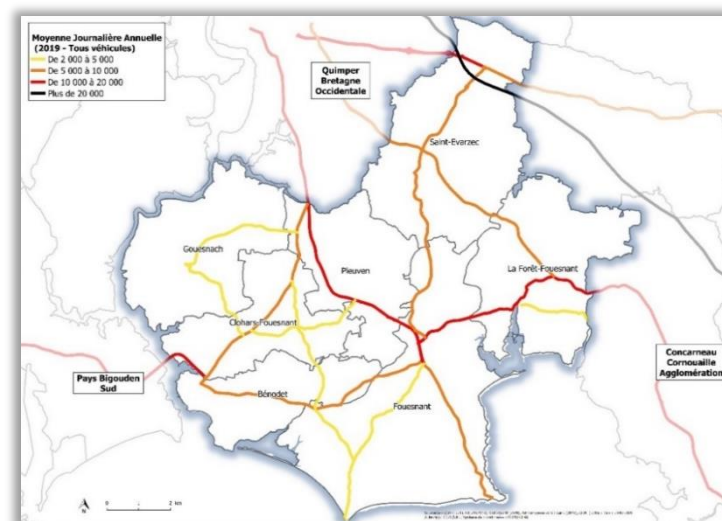 Moyenne Journalière Annuelle
(2019 - Tous véhicules)
De 2 000 à 5 000
De 5 000 à 10 000
De 10 000 à 20 000
Plus de 20 000
Quimper
Bretagne
Occidentale
Saint-Evarzec
Gouesnach
Pleuven
La Forêt-Fouesnant
Clohars-Fouesnant
Pays Bigouden
Sud
Concarneau
Cornouaille
Agglomération
Bénodet
Fouesnant
0 1 2 km